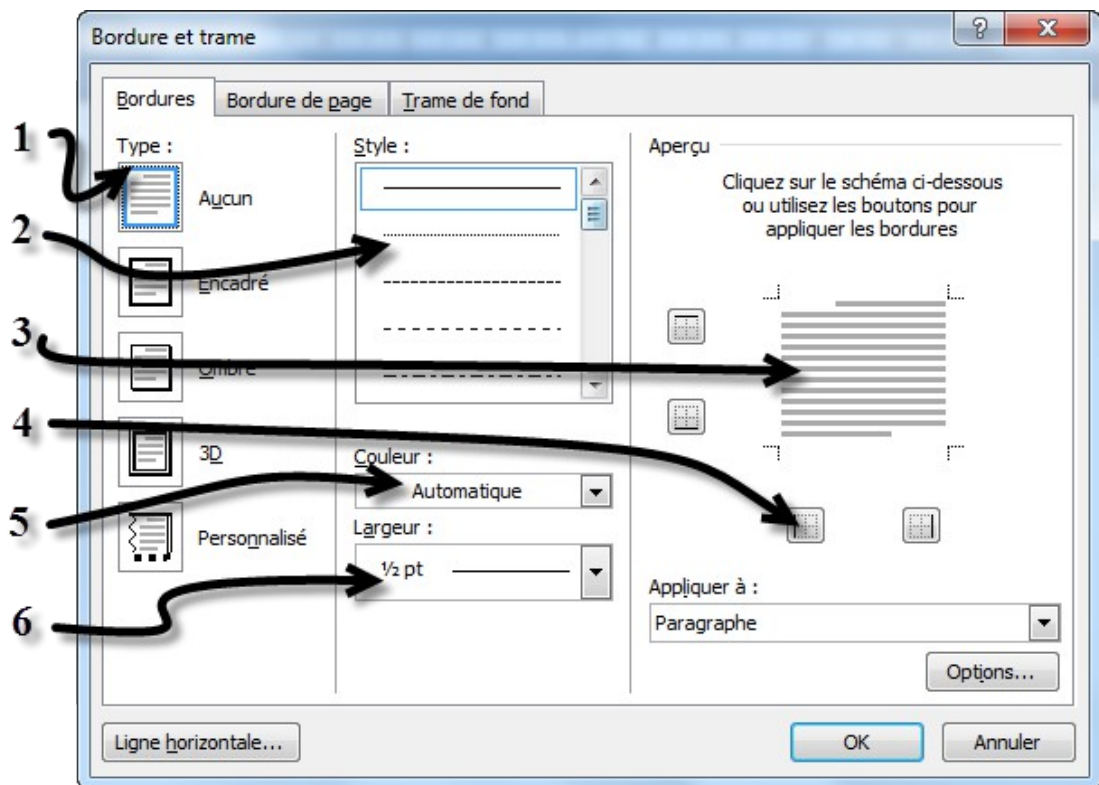 Bordure et trame
?
X
Bordures
Bordure de page
Trame de fond
1
2
3
4
5
6
Type :
Aucun
Encadré
Ombré
3D
Personnalisé
Style :
Couleur :
Automatique
Largeur :
½ pt
Aperçu
Cliquez sur le schéma ci-dessous
ou utilisez les boutons pour
appliquer les bordures
Appliquer à :
Paragraphe
Options...
Ligne horizontale...
OK
Annuler